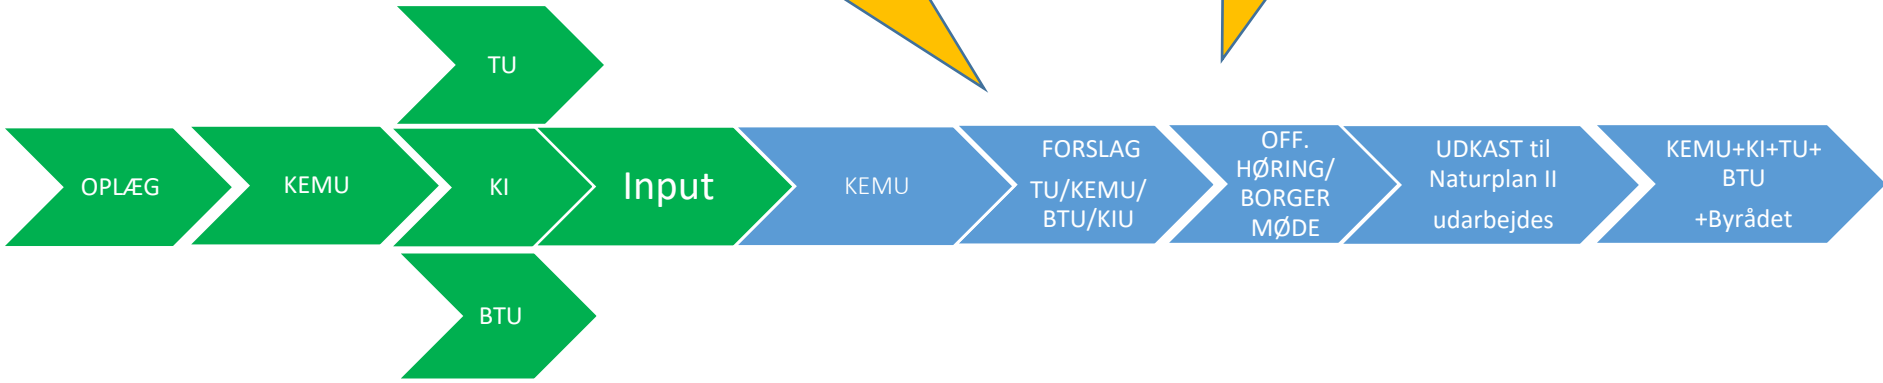 TU
OPLÆG
KEMU
KI
BTU
Input
KEMU
FORSLAG
TU/KEMU/
BTU/KIU
OFF.
HØRING/
BORGER
MØDE
UDKAST til
Naturplan II
udarbejdes
KEMU+KI+TU+
BTU
+Byrådet